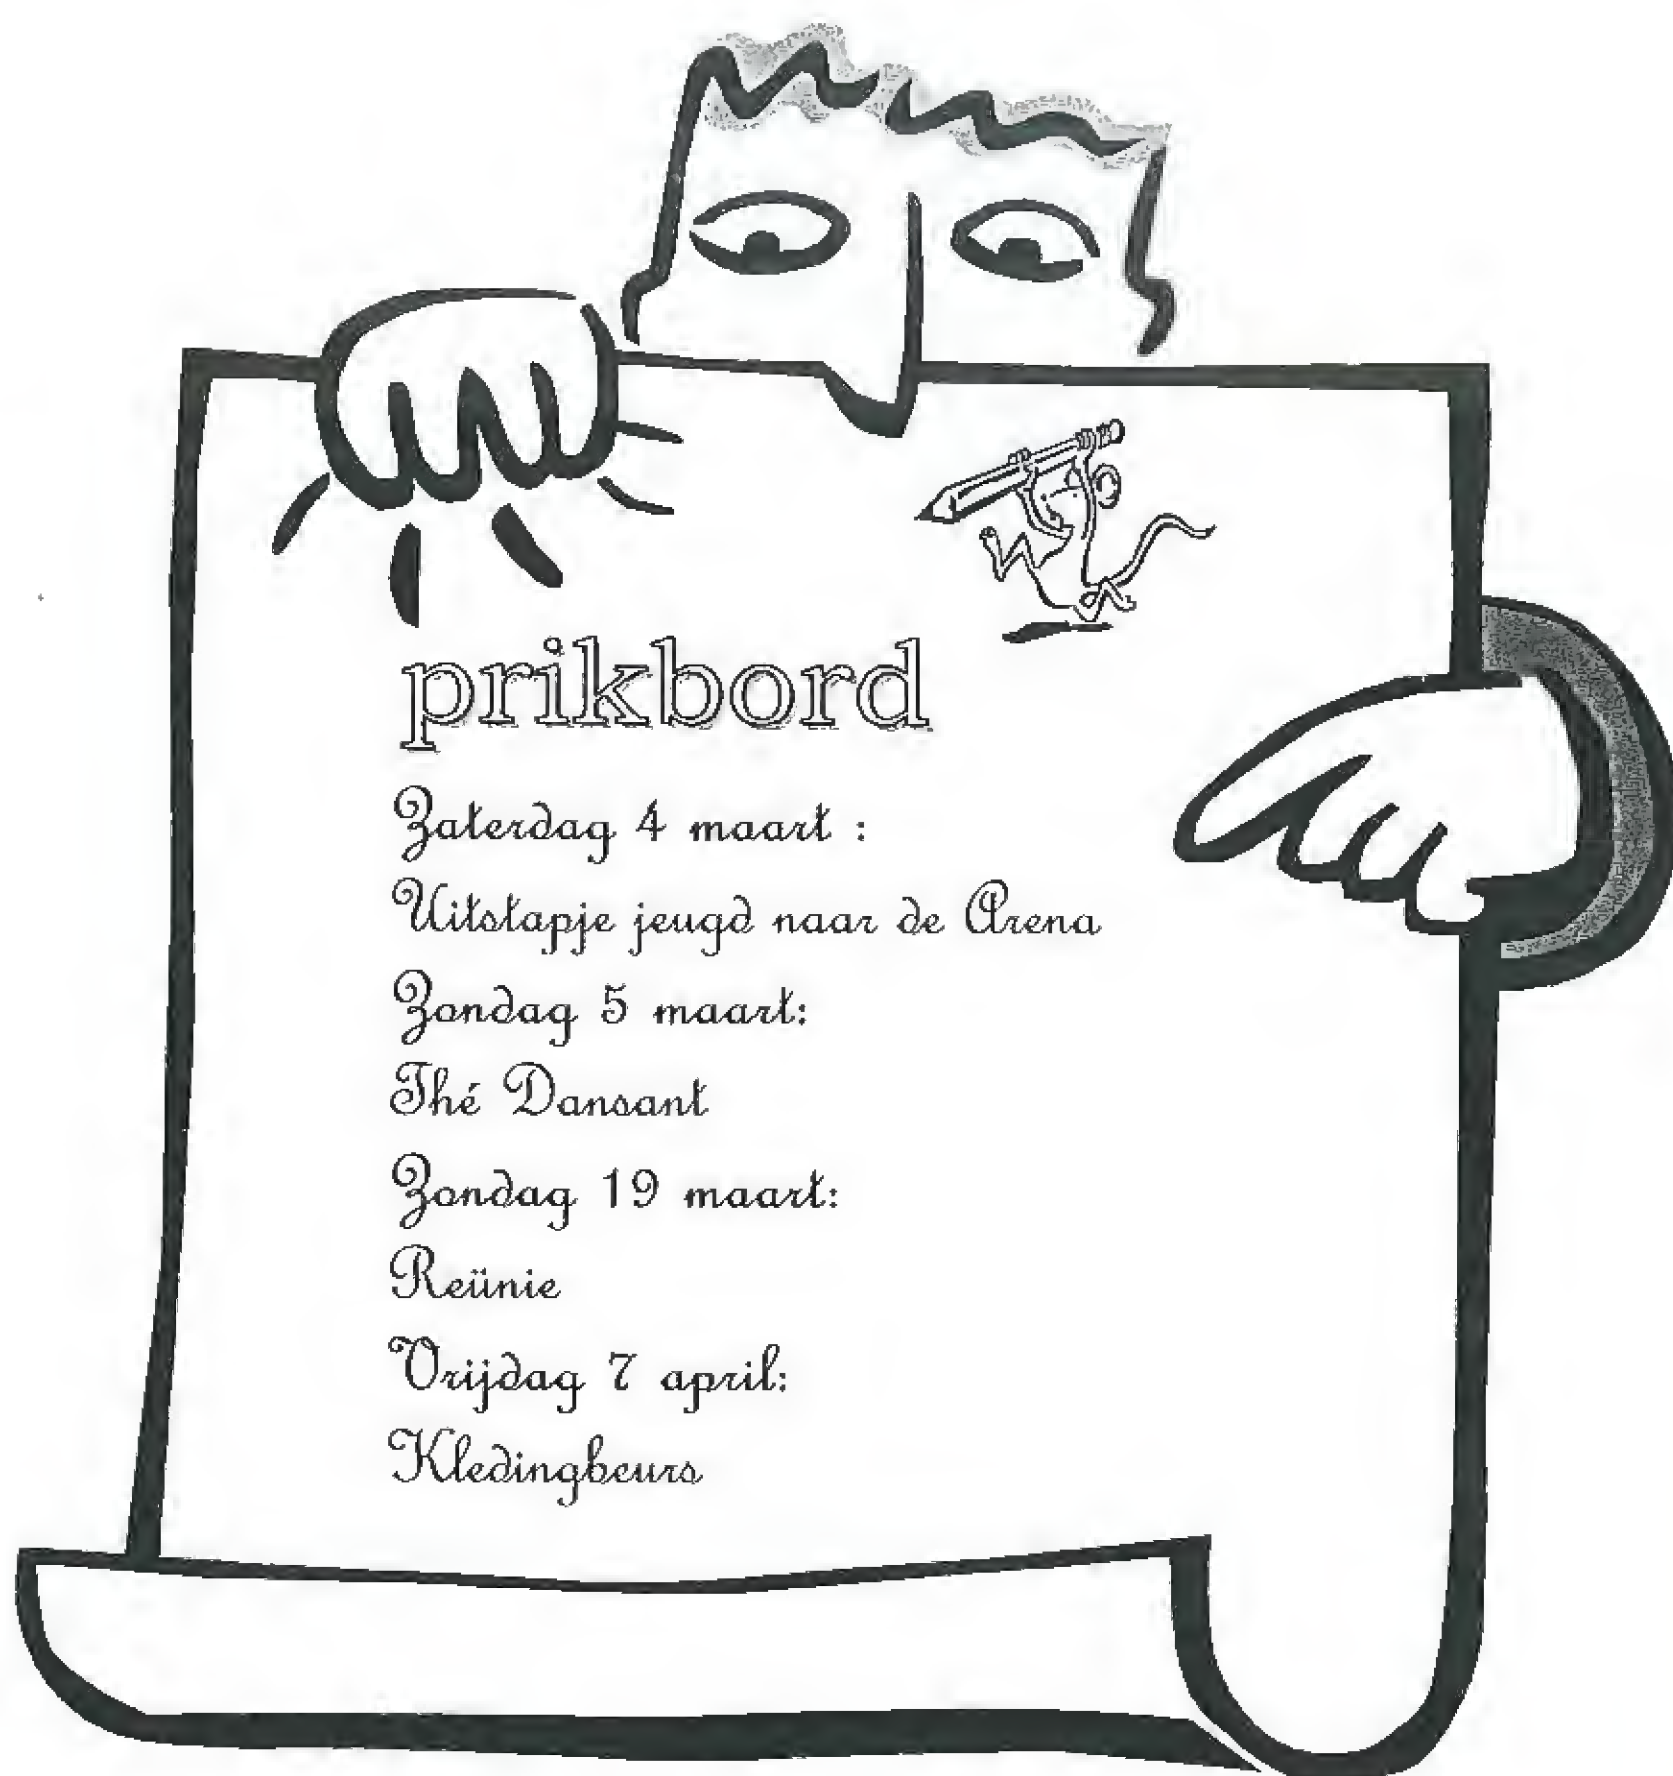 prikbord
Zaterdag 4 maart :
Uitstapje jeugd naar de Arena
Zondag 5 maart:
Thé Dansant
Zondag 19 maart:
Reünie
Vrijdag 7 april:
Kledingbeurs